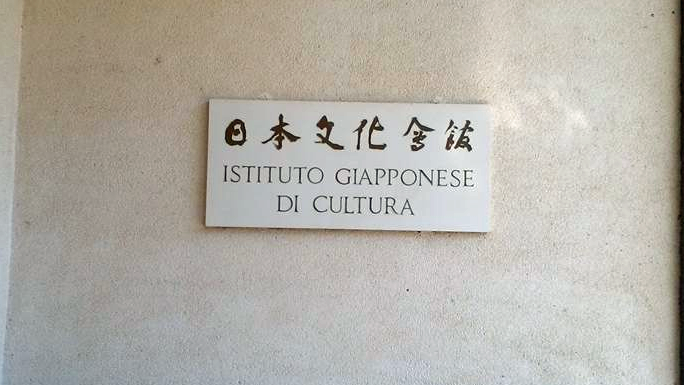 日本文化会館
ISTITUTO GIAPPONESE
DI CULTURA